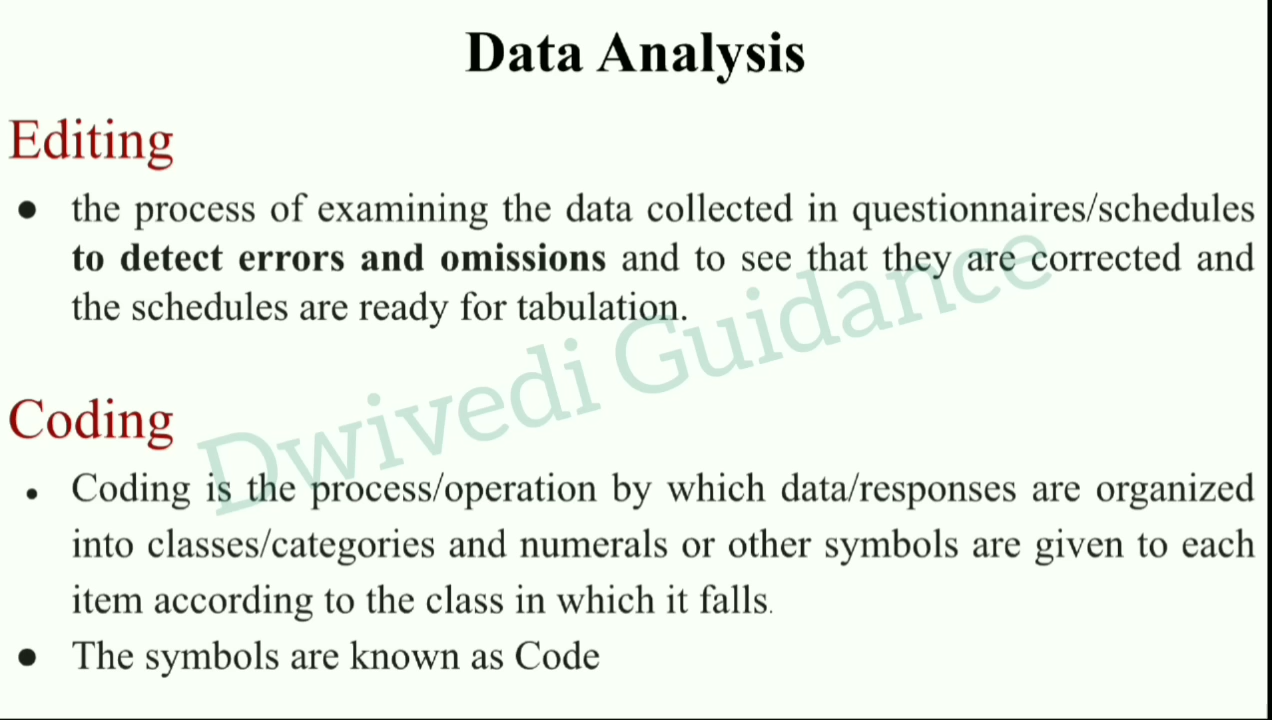 Data Analysis
Editing
● the process of examining the data collected in questionnaires/schedules
to detect errors and omissions and to see that they are corrected and
the schedules are ready for tabulation.
Dwivedi Guidance
Coding
• Coding is the process/operation by which data/responses are organized
into classes/categories and numerals or other symbols are given to each
item according to the class in which it falls.
● The symbols are known as Code